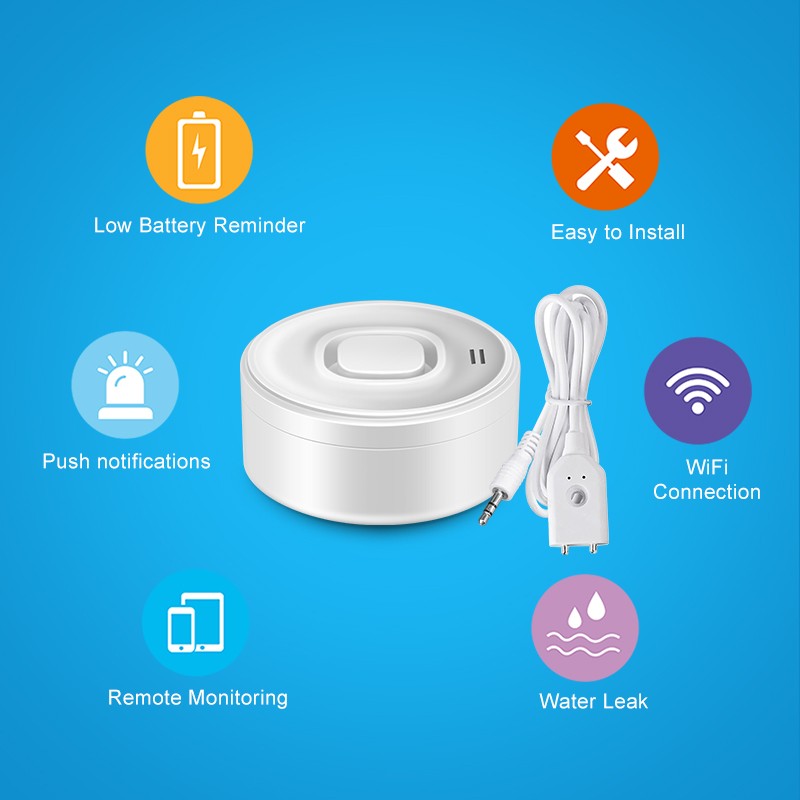 Low Battery Reminder
Easy to Install
Push notifications
WiFi
Connection
Remote Monitoring
Water Leak